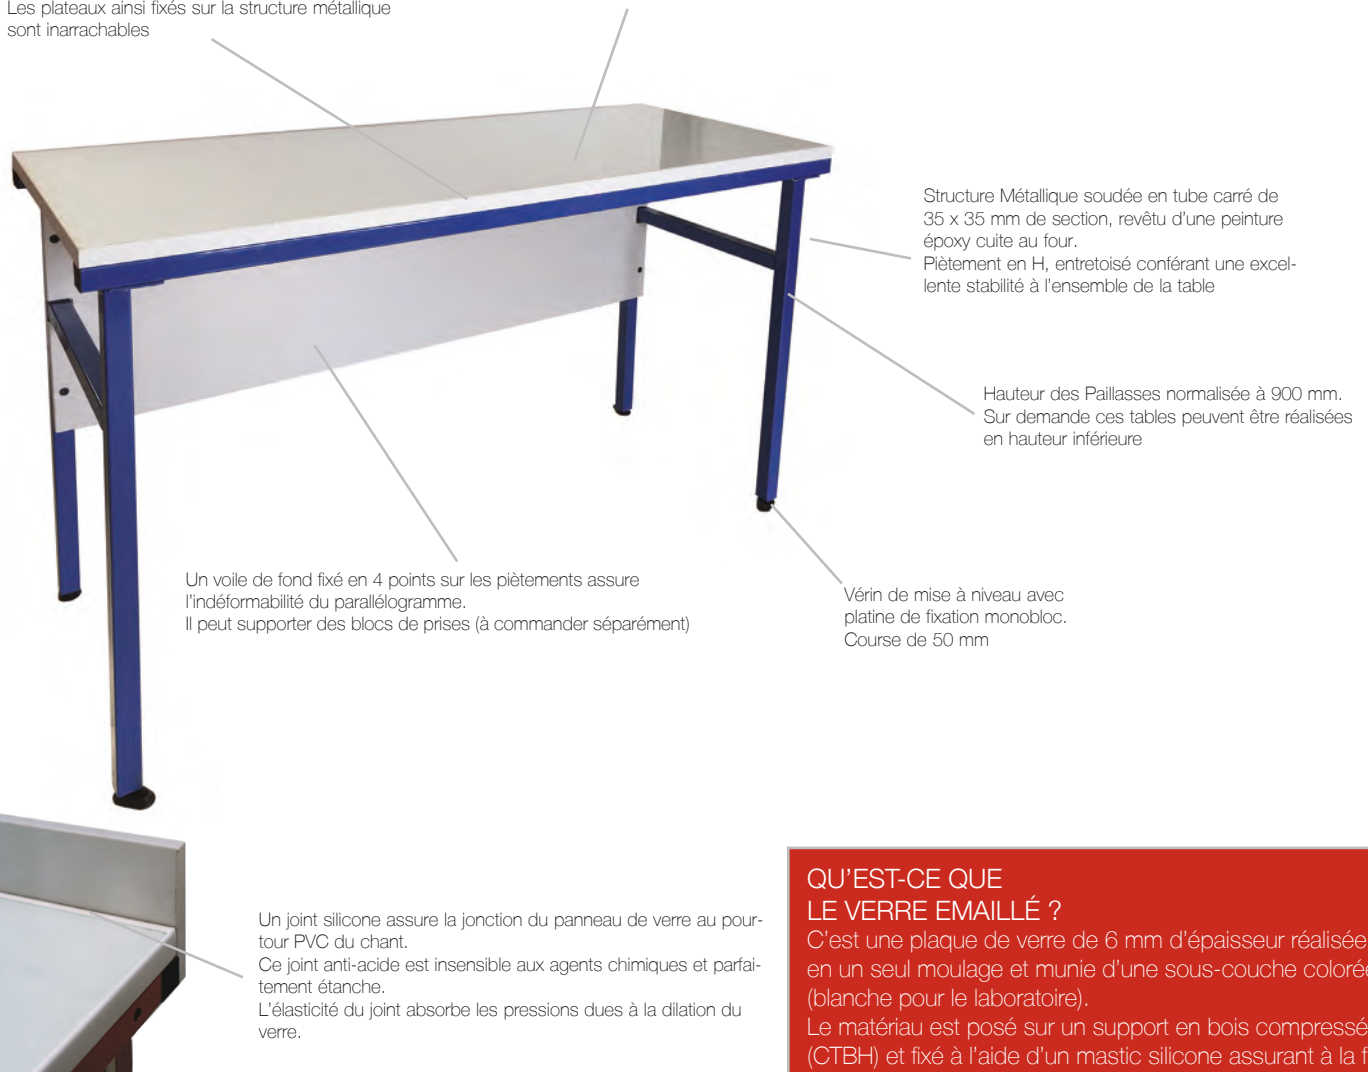 Les plateaux ainsi fixés sur la structure métallique
sont inarrachables
Structure Métallique soudée en tube carré de
35 x 35 mm de section, revêtu d'une peinture
époxy cuite au four.
Piètement en H, entretoisé conférant une excel-
lente stabilité à l'ensemble de la table
Hauteur des Paillasses normalisée à 900 mm.
Sur demande ces tables peuvent être réalisées
en hauteur inférieure
Un voile de fond fixé en 4 points sur les piètements assure
l'indéformabilité du parallélogramme.
Il peut supporter des blocs de prises (à commander séparément)
Vérin de mise à niveau avec
platine de fixation monobloc.
Course de 50 mm
Un joint silicone assure la jonction du panneau de verre au pour-
tour PVC du chant.
Ce joint anti-acide est insensible aux agents chimiques et parfai-
tement étanche.
L'élasticité du joint absorbe les pressions dues à la dilation du
verre.
QU'EST-CE QUE
LE VERRE EMAILLÉ ?
C'est une plaque de verre de 6 mm d'épaisseur réalisée
en un seul moulage et munie d'une sous-couche colorée
(blanche pour le laboratoire).
Le matériau est posé sur un support en bois compressé
(CTBH) et fixé à l'aide d'un mastic silicone assurant à la f